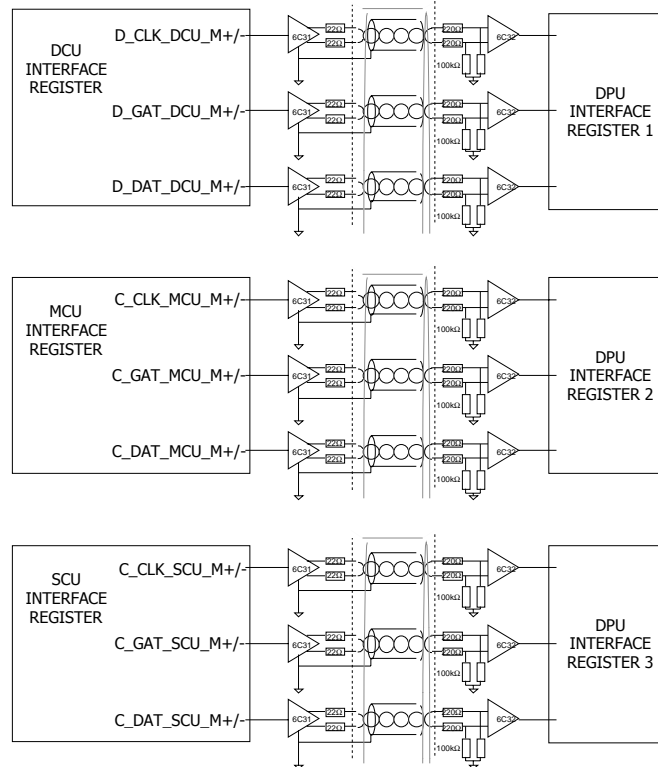 DCU
INTERFACE
REGISTER
D_CLK_DCU_M+/-
6C31
22Ω
22Ω
220Ω
220Ω
100kΩ
6C32
D_GAT_DCU_M+/-
6C31
22Ω
22Ω
220Ω
220Ω
100kΩ
6C32
D_DAT_DCU_M+/-
6C31
22Ω
22Ω
220Ω
220Ω
100kΩ
6C32
DPU
INTERFACE
REGISTER 1
MCU
INTERFACE
REGISTER
C_CLK_MCU_M+/-
6C31
22Ω
22Ω
220Ω
220Ω
100kΩ
6C32
C_GAT_MCU_M+/-
6C31
22Ω
22Ω
220Ω
220Ω
100kΩ
6C32
C_DAT_MCU_M+/-
6C31
22Ω
22Ω
220Ω
220Ω
100kΩ
6C32
DPU
INTERFACE
REGISTER 2
SCU
INTERFACE
REGISTER
C_CLK_SCU_M+/-
6C31
22Ω
22Ω
220Ω
220Ω
100kΩ
6C32
C_GAT_SCU_M+/-
6C31
22Ω
22Ω
220Ω
220Ω
100kΩ
6C32
C_DAT_SCU_M+/-
6C31
22Ω
22Ω
220Ω
220Ω
100kΩ
6C32
DPU
INTERFACE
REGISTER 3